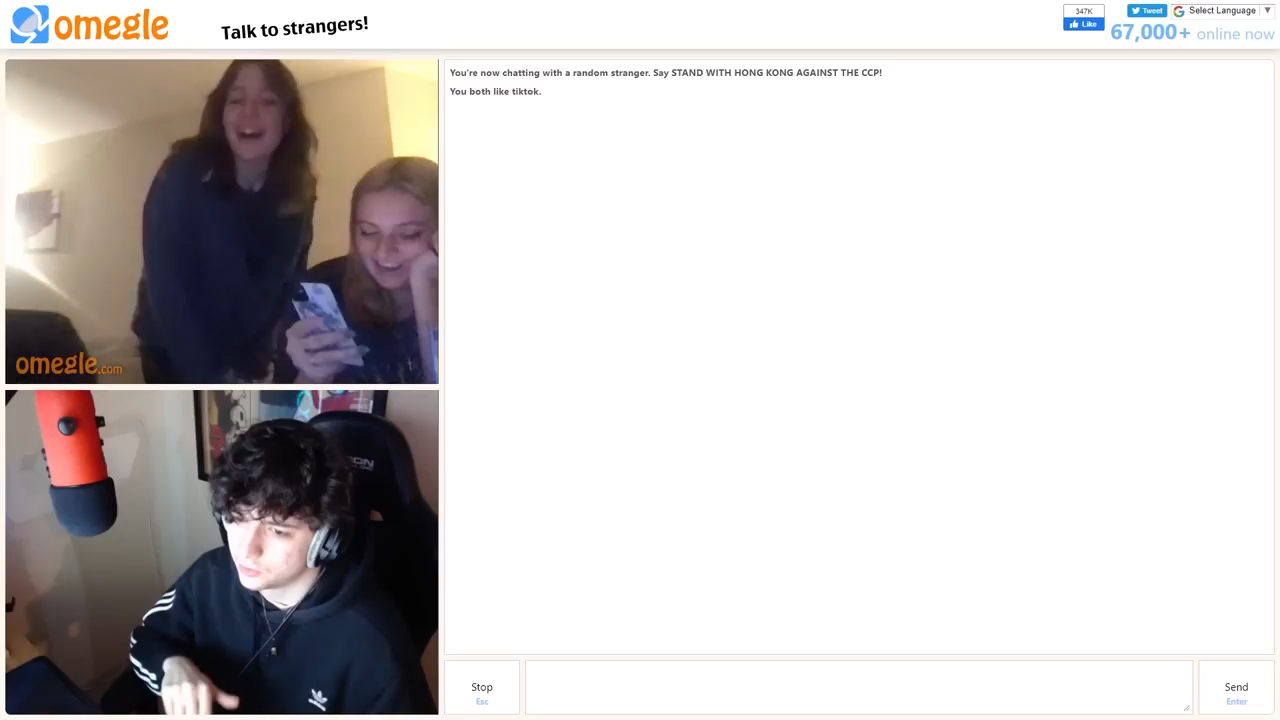 omegle
Talk to strangers!
347K
Like
Tweet
Select Language ▼
67,000+ online now
You're now chatting with a random stranger. Say STAND WITH HONG KONG AGAINST THE CCP!
You both like tiktok.
omegle.com
Stop
Esc
Send
Enter